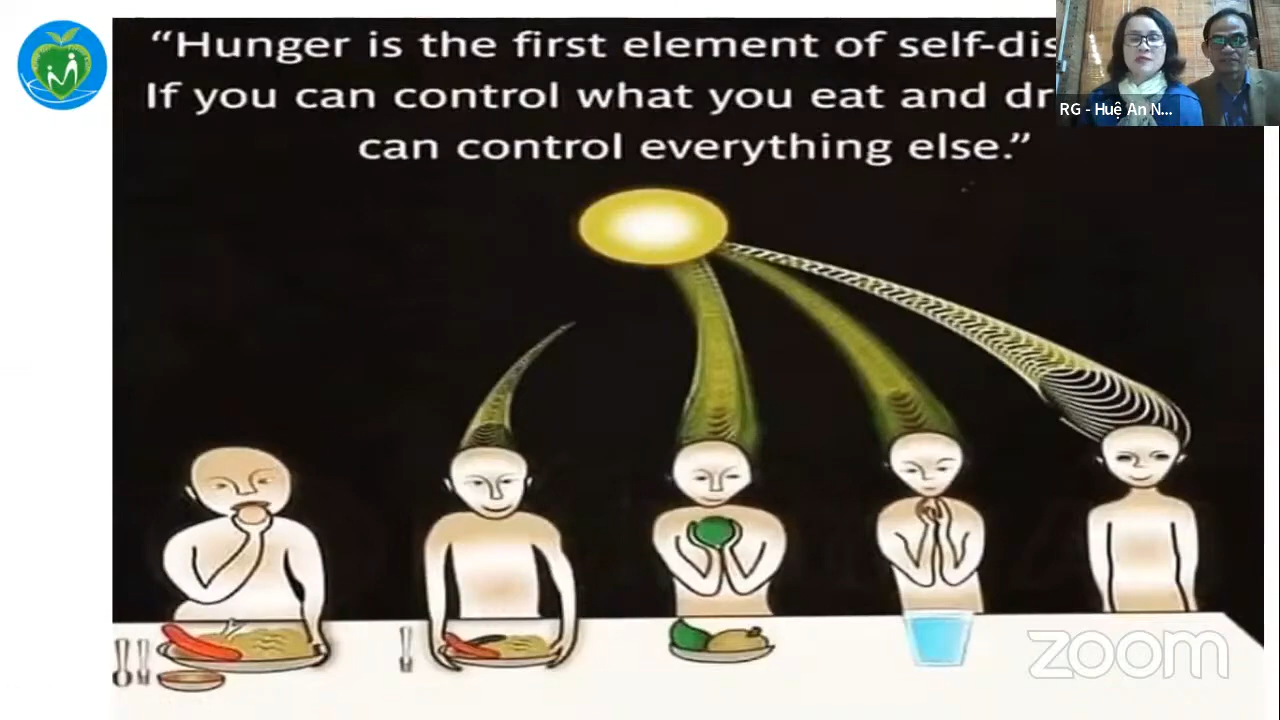 “Hunger is the first element of self-dis
If you can control what you eat and dr
can control everything else.”
RG - Huệ An N...
zoom